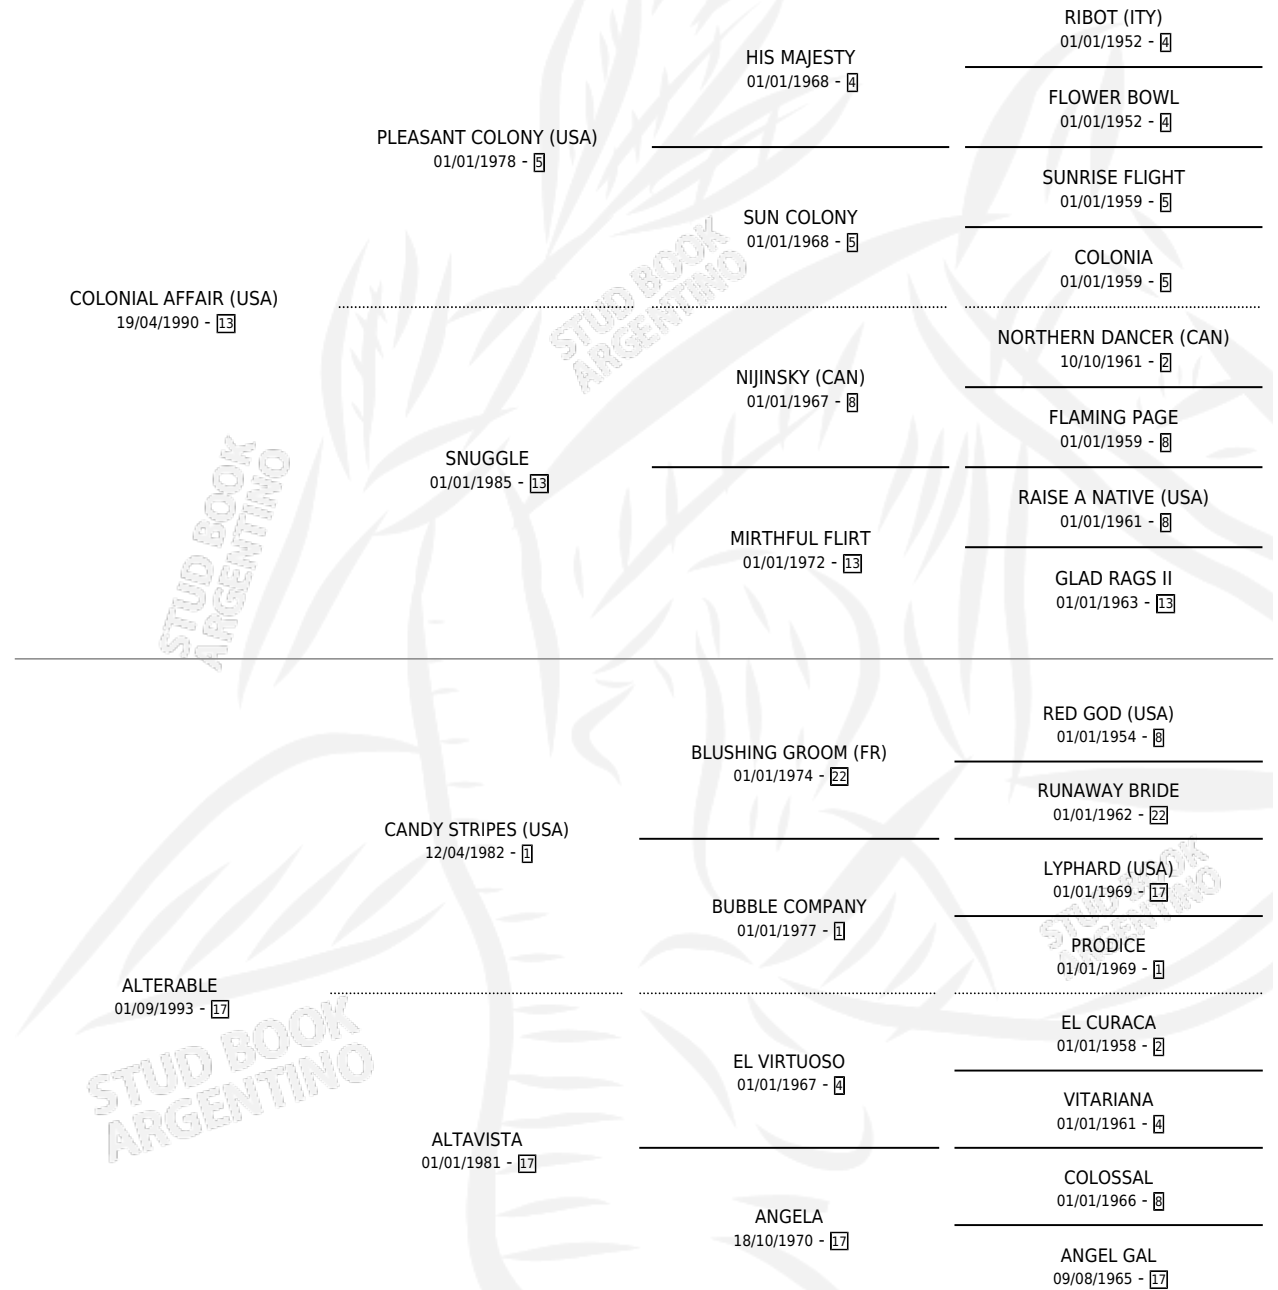 RIBOT (ITY)
01/01/1952 - 4
HIS MAJESTY
01/01/1968 - 4
FLOWER BOWL
01/01/1952 - 4
PLEASANT COLONY (USA)
01/01/1978 - 5
SUNRISE FLIGHT
01/01/1959 - 5
SUN COLONY
01/01/1968 - 5
COLONIA
01/01/1959 - 5
COLONIAL AFFAIR (USA)
19/04/1990 - 13
NORTHERN DANCER (CAN)
10/10/1961 - 2
NIJINSKY (CAN)
01/01/1967 - 8
FLAMING PAGE
01/01/1959 - 8
SNUGGLE
01/01/1985 - 13
RAISE A NATIVE (USA)
01/01/1961 - 8
MIRTHFUL FLIRT
01/01/1972 - 13
GLAD RAGS II
01/01/1963 - 13
STUD BOOK
ARGENTINO
STUD BOOK
ARGENTINO
RED GOD (USA)
01/01/1954 - 8
BLUSHING GROOM (FR)
01/01/1974 - 22
RUNAWAY BRIDE
01/01/1962 - 22
CANDY STRIPES (USA)
12/04/1982 - 1
LYPHARD (USA)
01/01/1969 - 17
BUBBLE COMPANY
01/01/1977 - 1
PRODICE
01/01/1969 - 1
STUD BOOK
ARGENTINO
ALTERABLE
01/09/1993 - 17
EL CURACA
01/01/1958 - 2
EL VIRTUOSO
01/01/1967 - 4
VITARIANA
01/01/1961 - 4
ALTAVISTA
01/01/1981 - 17
COLOSSAL
01/01/1966 - 8
ANGELA
18/10/1970 - 17
ANGEL GAL
09/08/1965 - 17
STUD BOOK
ARGENTINO